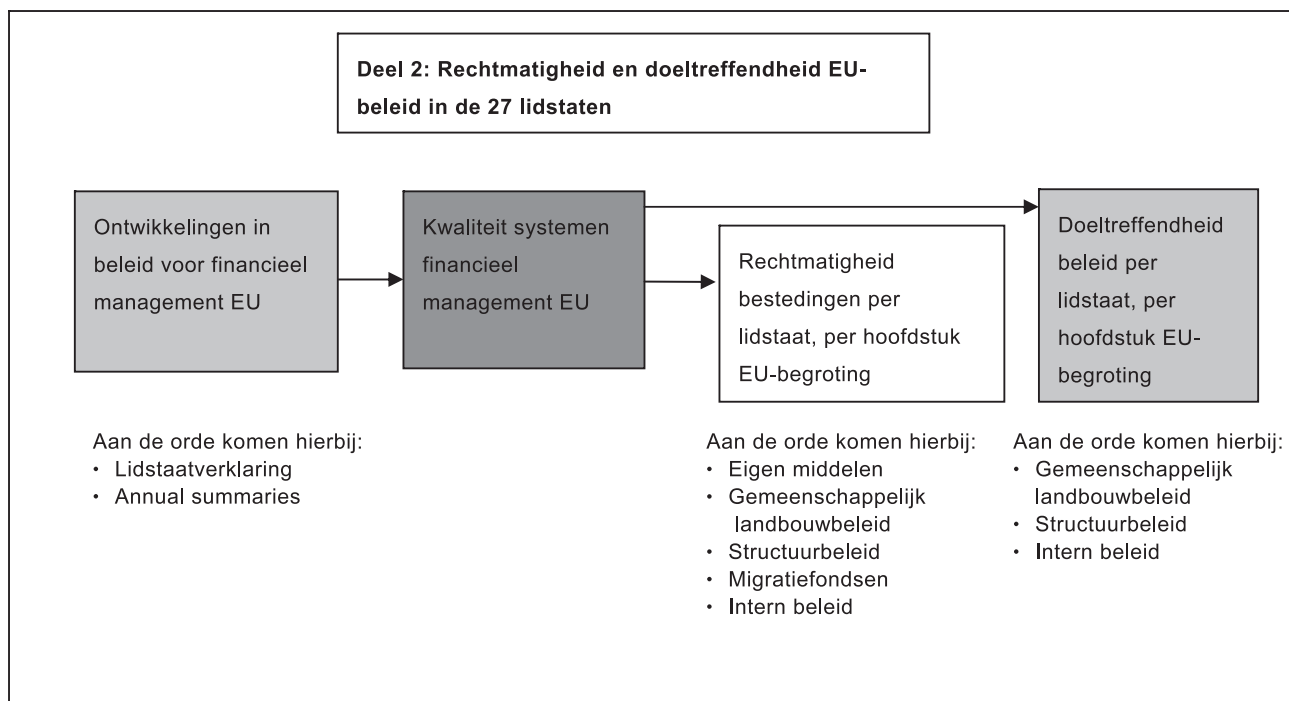 Deel 2: Rechtmatigheid en doeltreffendheid EU-
beleid in de 27 lidstaten
Ontwikkelingen in
beleid voor financieel
management EU
Kwaliteit systemen
financieel
management EU
Rechtmatigheid
bestedingen per
lidstaat, per hoofdstuk
EU-begroting
Doeltreffendheid
beleid per
lidstaat, per
hoofdstuk EU-
begroting
Aan de orde komen hierbij:
• Lidstaatverklaring
• Annual summaries
Aan de orde komen hierbij:
• Eigen middelen
• Gemeenschappelijk
landbouwbeleid
• Structuurbeleid
• Migratiefondsen
• Intern beleid
Aan de orde komen hierbij:
• Gemeenschappelijk
landbouwbeleid
• Structuurbeleid
• Intern beleid